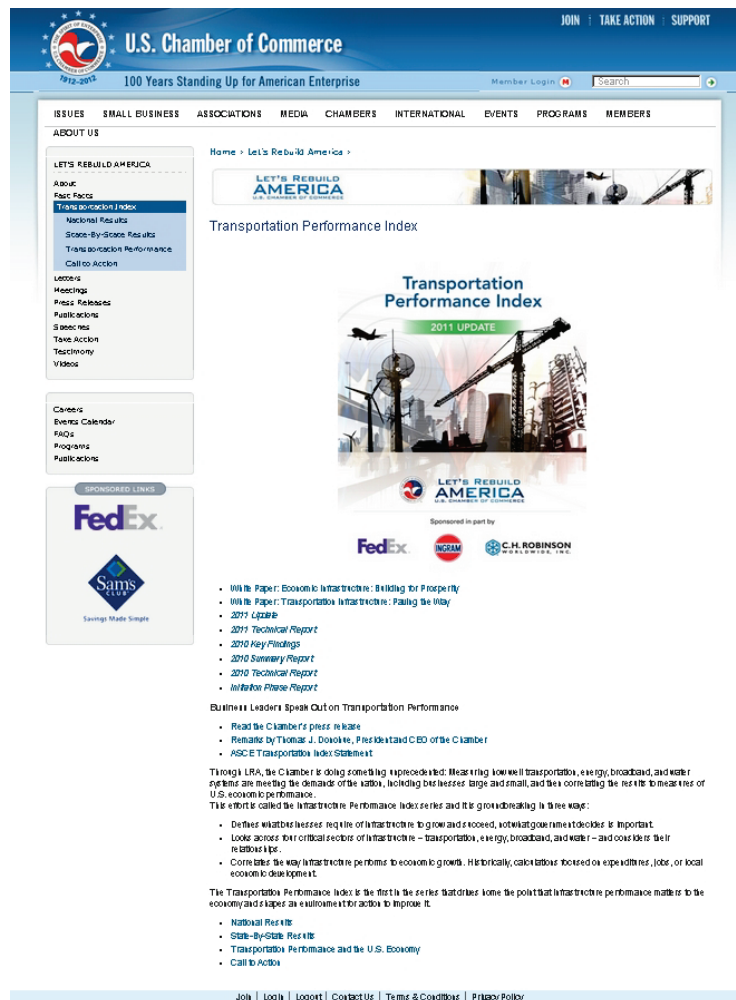 JOIN | TAKE ACTION | SUPPORT
U.S. Chamber of Commerce
THE SPIRIT OF ENTERPRISE
1912-2012
100 Years Standing Up for American Enterprise
Member Login
Search
ISSUES SMALL BUSINESS ASSOCIATIONS MEDIA CHAMBERS INTERNATIONAL EVENTS PROGRAMS MEMBERS
ABOUT US
LET'S REBUILD AMERICA
About
Fast Facts
Transportation Index
National Results
State-By-State Results
Transportation Performance
Call to Action
Letters
Meetings
Press Releases
Publications
Speeches
Take Action
Testimony
Videos
Careers
Events Calendar
FAQs
Programs
Publications
SPONSORED LINKS
FedEx
Sam's
CLUB
Savings Made Simple
Home › Let's Rebuild America ›
LET'S REBUILD
AMERICA
U.S. CHAMBER OF COMMERCE
Transportation Performance Index
Transportation
Performance Index
2011 UPDATE
LET'S REBUILD
AMERICA
U.S. CHAMBER OF COMMERCE
Sponsored in part by
FedEx INGRAM C.H. ROBINSON
WORLDWIDE, INC.
• White Paper: Economic Infrastructure: Building for Prosperity
• White Paper: Transportation Infrastructure: Paving the Way
• 2011 Update
• 2011 Technical Report
• 2010 Key Findings
• 2010 Summary Report
• 2010 Technical Report
• Initiation Phase Report
Business Leaders Speak Out on Transportation Performance
• Read the Chamber's press release
• Remarks by Thomas J. Donohue, President and CEO of the Chamber
• ASCE Transportation Index Statement
Through LRA, the Chamber is doing something unprecedented: Measuring how well transportation, energy, broadband, and water
systems are meeting the demands of the nation, including businesses large and small, and then correlating the results to measures of
U.S. economic performance.
This effort is called the Infrastructure Performance Index series and it is groundbreaking in three ways:
• Defines what businesses require of infrastructure to grow and succeed, not what government decides is important.
• Looks across four critical sectors of infrastructure – transportation, energy, broadband, and water – and considers their
relationships.
• Correlates the way infrastructure performs to economic growth. Historically, calculations focused on expenditures, jobs, or local
economic development.
The Transportation Performance Index is the first in the series that drives home the point that infrastructure performance matters to the
economy and shapes an environment for action to improve it.
• National Results
• State-By-State Results
• Transportation Performance and the U.S. Economy
• Call to Action
Join | Login | Logout | Contact Us | Terms & Conditions | Privacy Policy